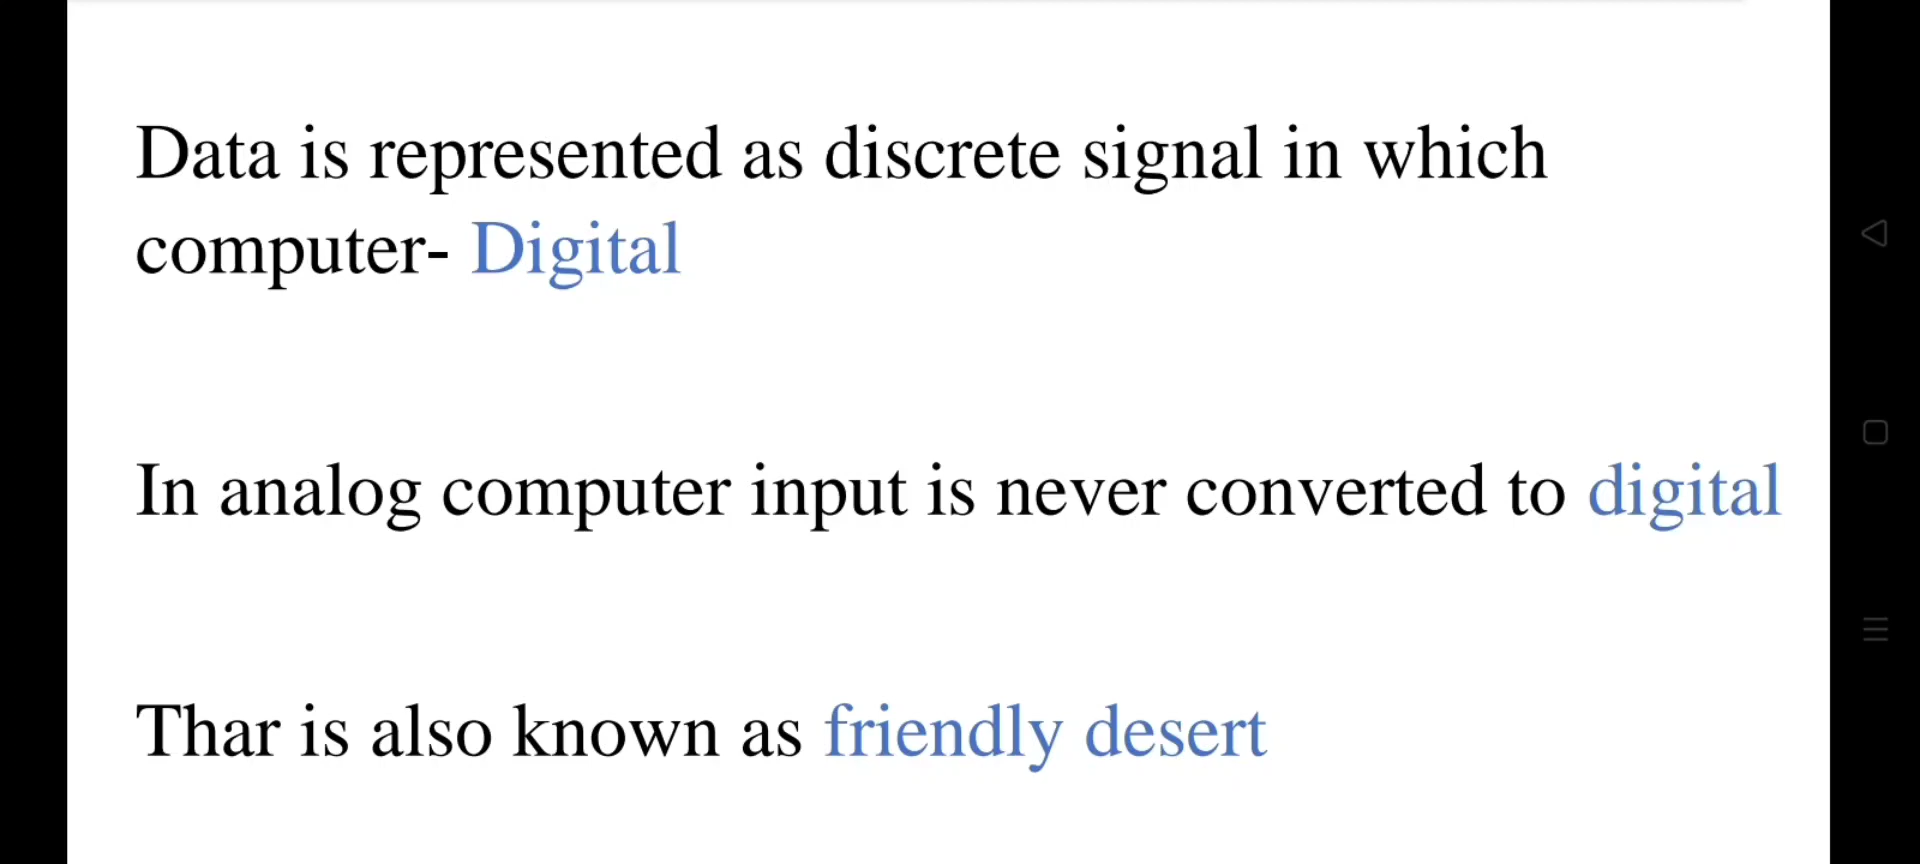 Data is represented as discrete signal in which
computer- Digital
In analog computer input is never converted to digital
Thar is also known as friendly desert